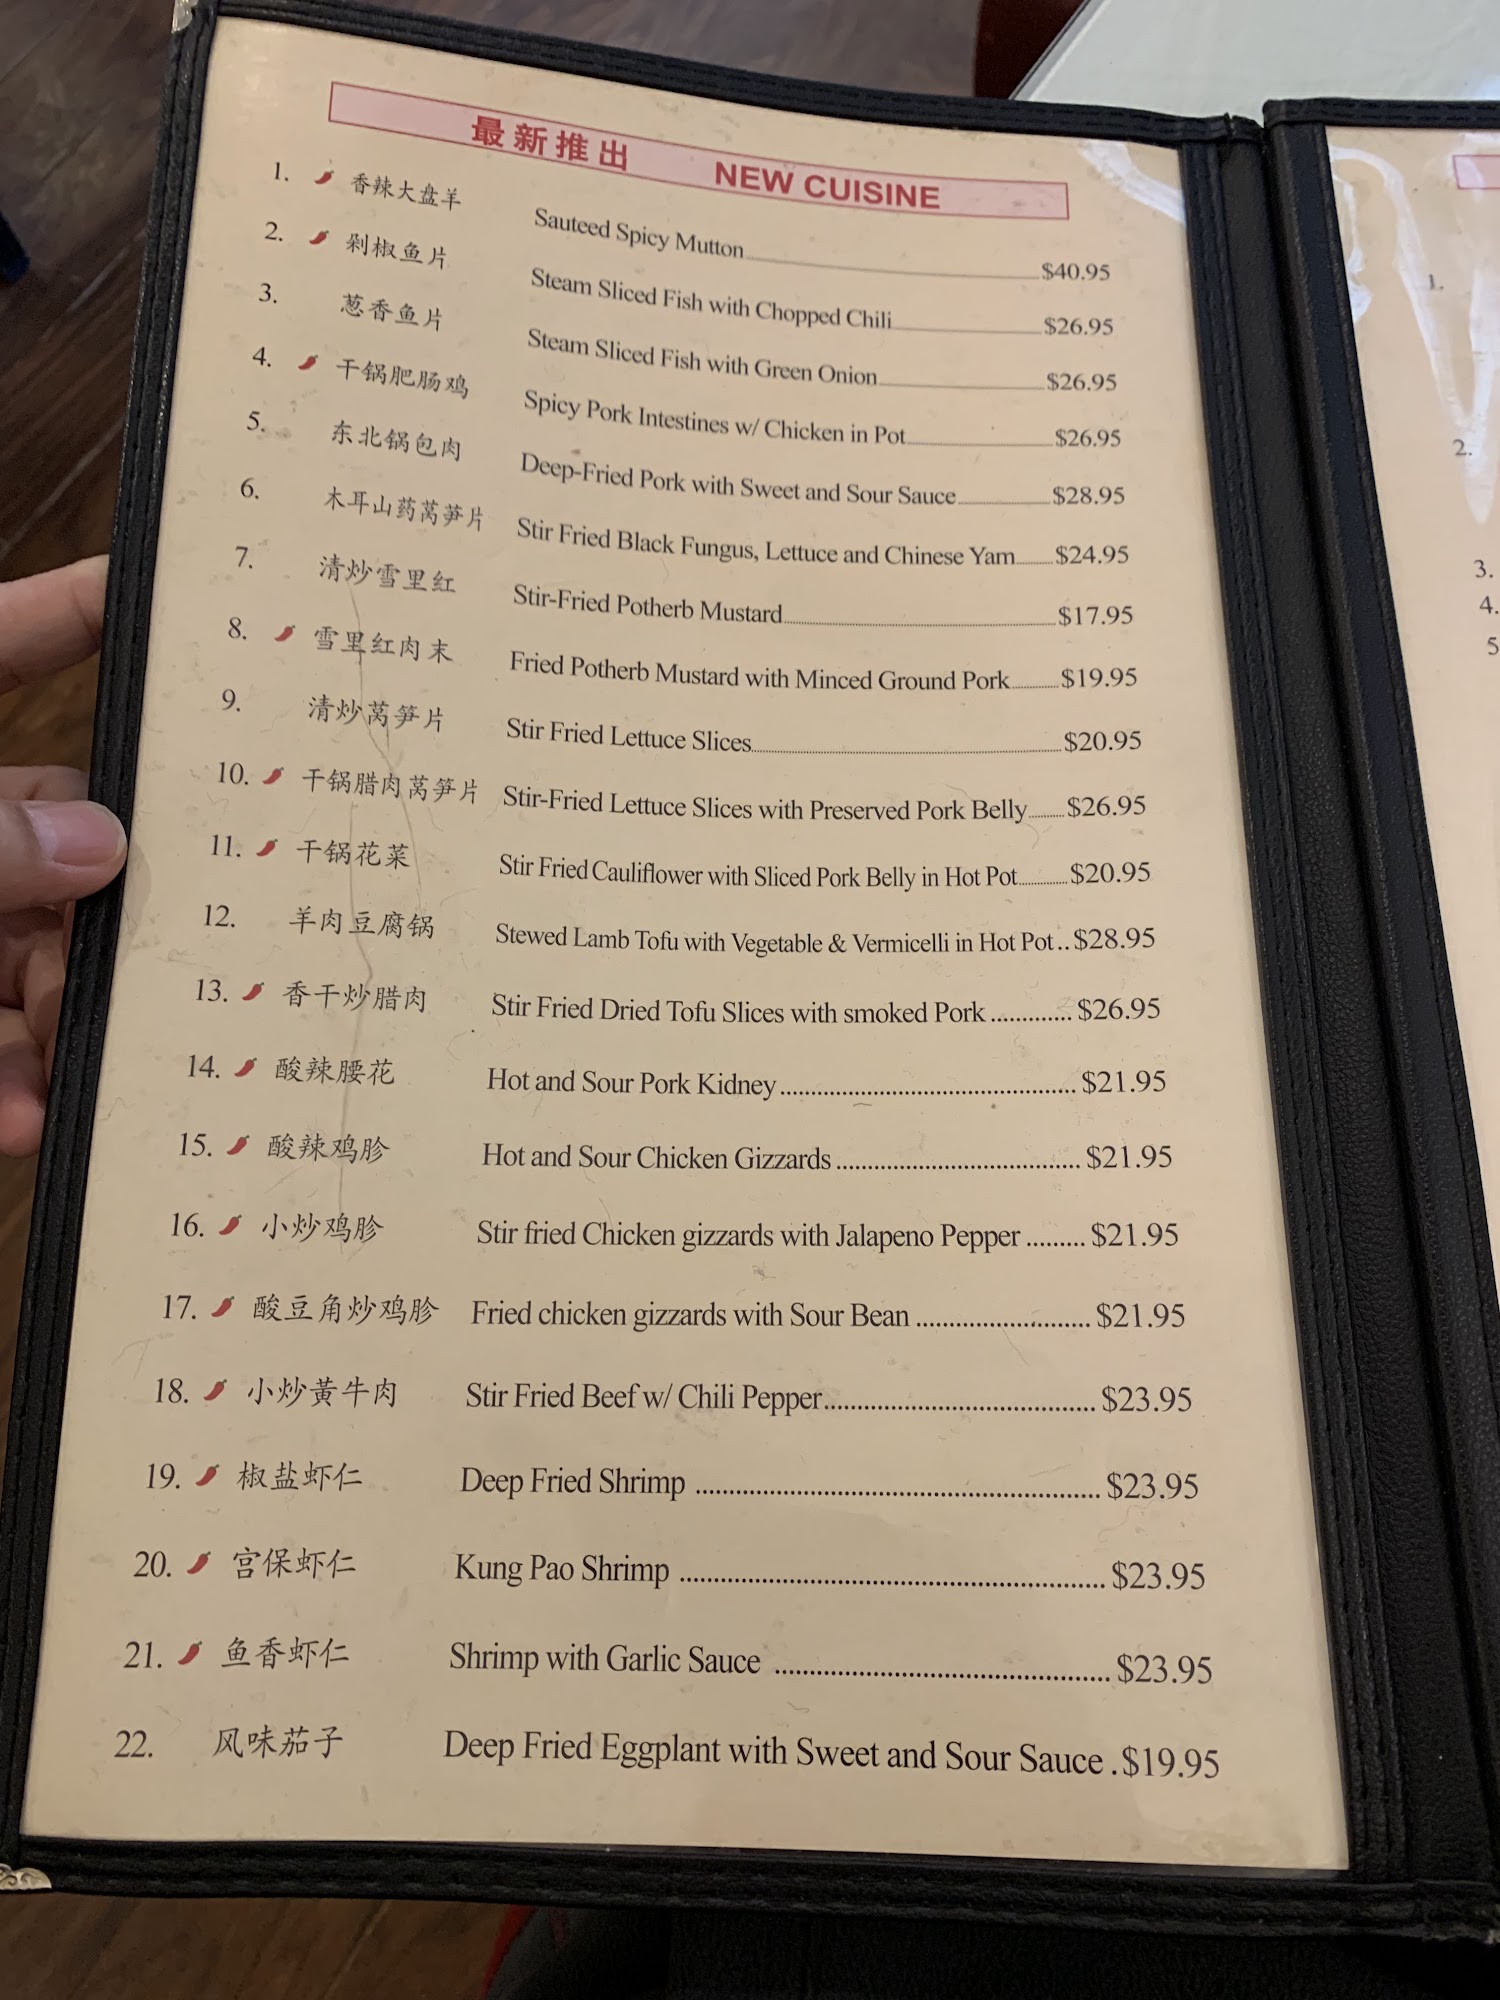 最新推出 NEW CUISINE
1. 香辣大盘羊 Sauteed Spicy Mutton $40.95
2. 剁椒鱼片 Steam Sliced Fish with Chopped Chili $26.95
3. 葱香鱼片 Steam Sliced Fish with Green Onion $26.95
4. 干锅肥肠鸡 Spicy Pork Intestines w/ Chicken in Pot $26.95
5. 东北锅包肉 Deep-Fried Pork with Sweet and Sour Sauce $28.95
6. 木耳山药莴笋片 Stir Fried Black Fungus, Lettuce and Chinese Yam $24.95
7. 清炒雪里红 Stir-Fried Potherb Mustard $17.95
8. 雪里红肉末 Fried Potherb Mustard with Minced Ground Pork $19.95
9. 清炒莴笋片 Stir Fried Lettuce Slices $20.95
10. 干锅腊肉莴笋片 Stir-Fried Lettuce Slices with Preserved Pork Belly $26.95
11. 干锅花菜 Stir Fried Cauliflower with Sliced Pork Belly in Hot Pot $20.95
12. 羊肉豆腐锅 Stewed Lamb Tofu with Vegetable & Vermicelli in Hot Pot $28.95
13. 香干炒腊肉 Stir Fried Dried Tofu Slices with smoked Pork $26.95
14. 酸辣腰花 Hot and Sour Pork Kidney $21.95
15. 酸辣鸡胗 Hot and Sour Chicken Gizzards $21.95
16. 小炒鸡胗 Stir fried Chicken gizzards with Jalapeno Pepper $21.95
17. 酸豆角炒鸡胗 Fried chicken gizzards with Sour Bean $21.95
18. 小炒黃牛肉 Stir Fried Beef w/ Chili Pepper $23.95
19. 椒盐虾仁 Deep Fried Shrimp $23.95
20. 宫保虾仁 Kung Pao Shrimp $23.95
21. 鱼香虾仁 Shrimp with Garlic Sauce $23.95
22. 风味茄子 Deep Fried Eggplant with Sweet and Sour Sauce $19.95
1.
2.
3.
4.
5